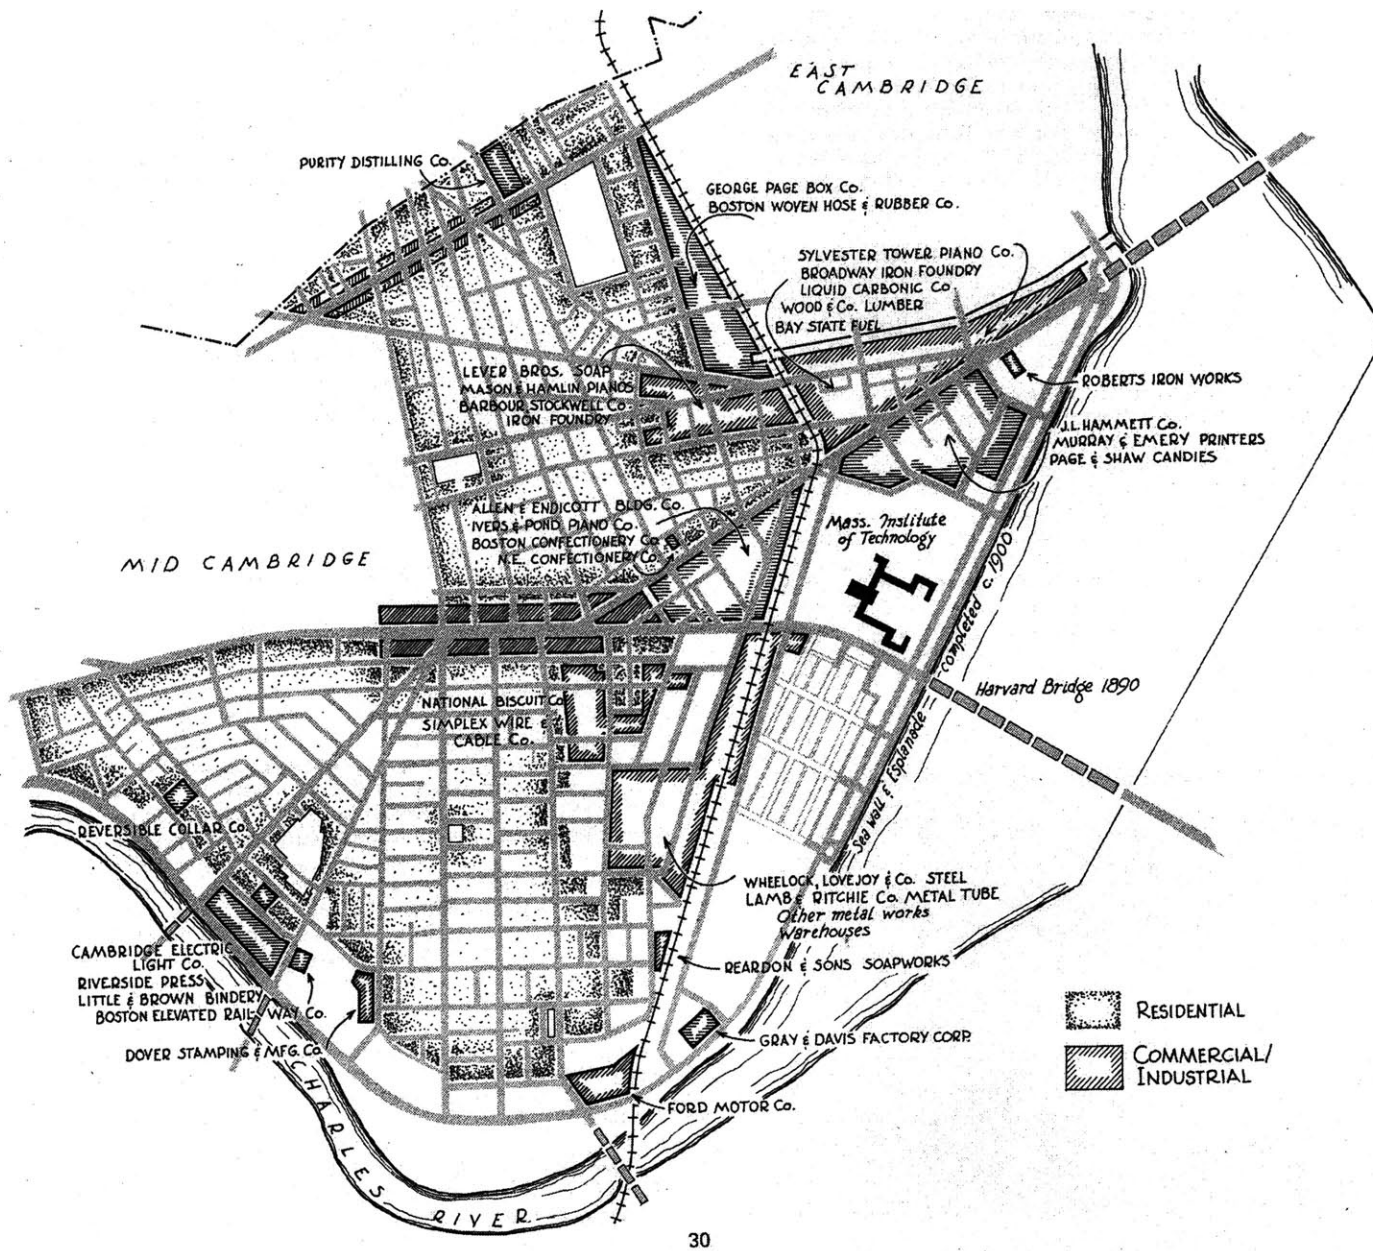 EAST
CAMBRIDGE
PURITY DISTILLING Co.
GEORGE PAGE BOX Co.
BOSTON WOVEN HOSE & RUBBER Co.
SYLVESTER TOWER PIANO Co.
BROADWAY IRON FOUNDRY
LIQUID CARBONIC Co.
WOOD & Co. LUMBER
BAY STATE FUEL
LEVER BROS. SOAP
MASON & HAMLIN PIANOS
BARBOUR STOCKWELL Co.
IRON FOUNDRY
ROBERTS IRON WORKS
J.L. HAMMETT Co.
MURRAY & EMERY PRINTERS
PAGE & SHAW CANDIES
ALLEN & ENDICOTT BLDG. Co.
IVERS & POND PIANO Co.
BOSTON CONFECTIONERY Co.
N.E. CONFECTIONERY Co.
Mass. Institute
of Technology
MID CAMBRIDGE
Sea wall & Esplanade completed c. 1900
Harvard Bridge 1890
NATIONAL BISCUIT Co.
SIMPLEX WIRE &
CABLE Co.
REVERSIBLE COLLAR Co.
WHEELOCK, LOVEJOY & Co. STEEL
LAMB & RITCHIE Co. METAL TUBE
Other metal works
Warehouses
CAMBRIDGE ELECTRIC
LIGHT Co.
RIVERSIDE PRESS
LITTLE & BROWN BINDERY
BOSTON ELEVATED RAILWAY Co.
DOVER STAMPING & MFG. Co.
REARDON & SONS SOAPWORKS
GRAY & DAVIS FACTORY CORP.
FORD MOTOR Co.
CHARLES RIVER
RESIDENTIAL
COMMERCIAL/
INDUSTRIAL
30